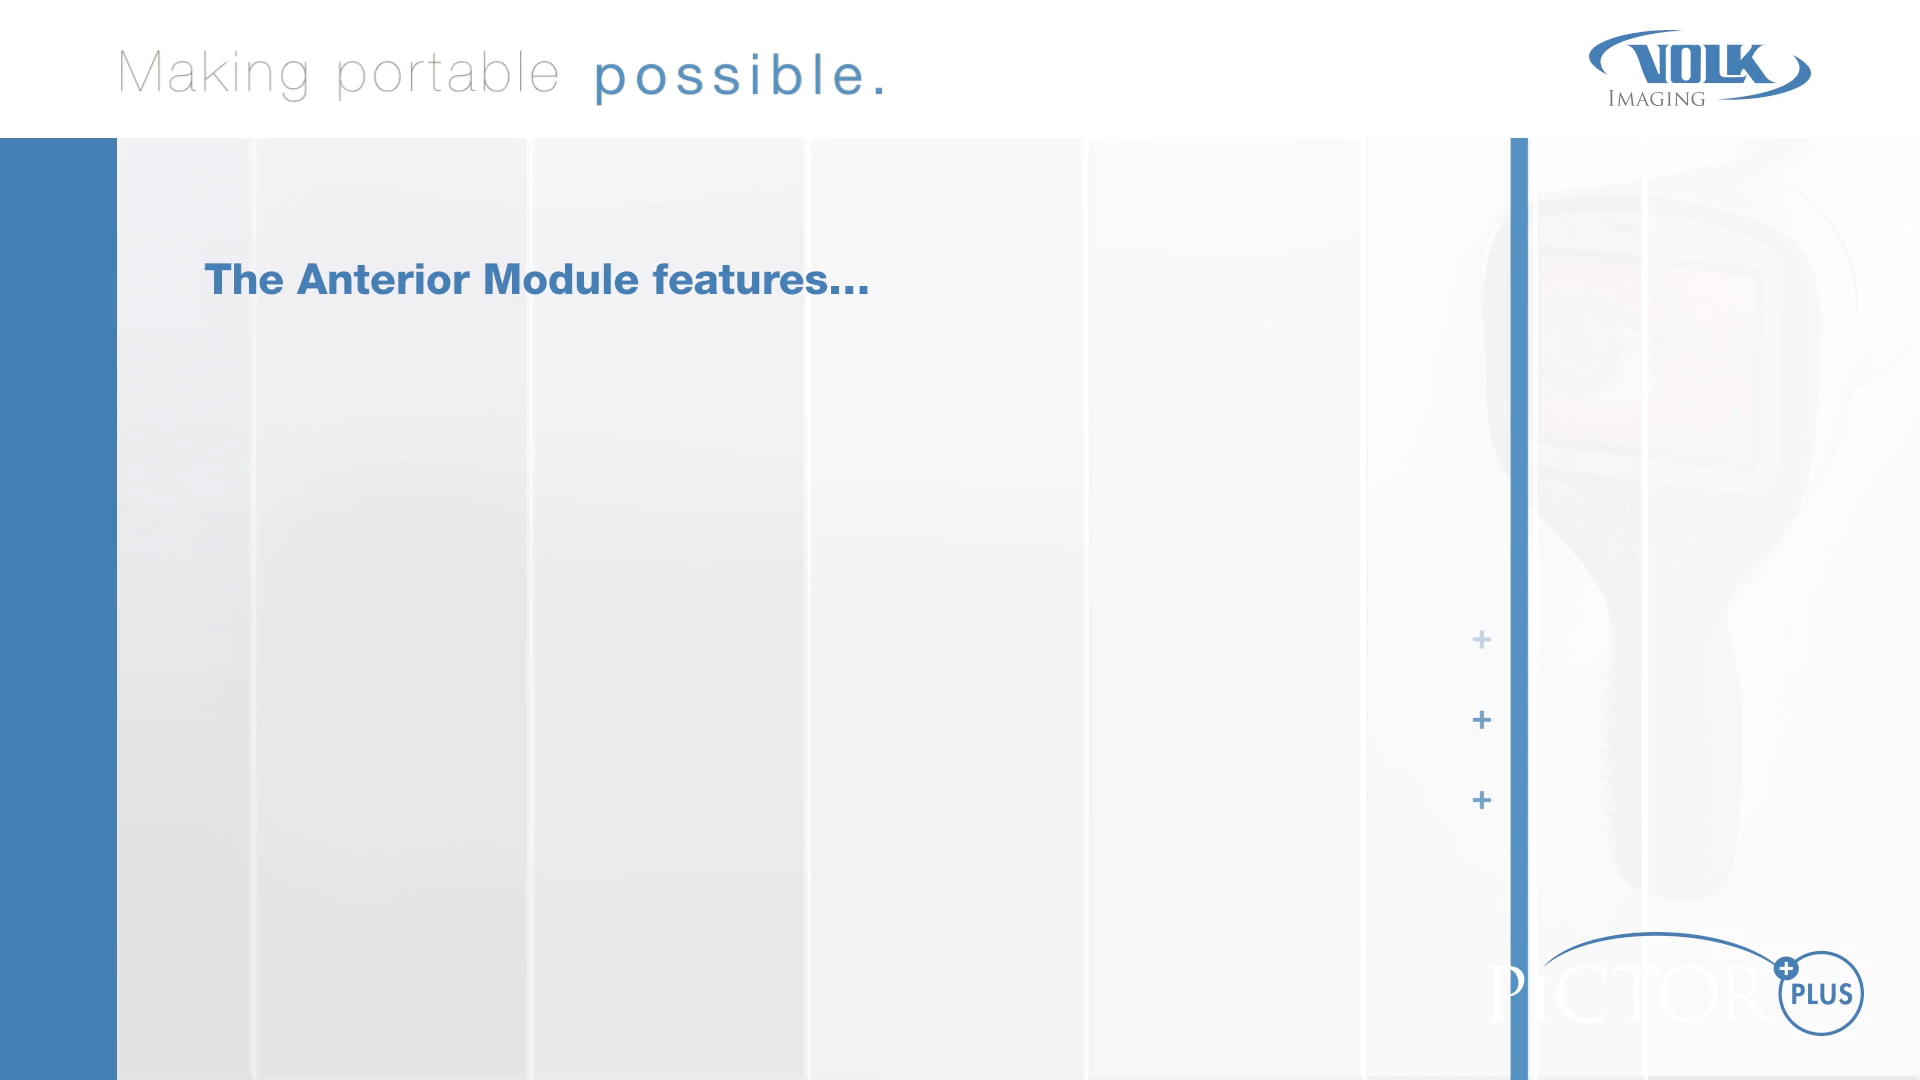 Making portable possible.
VOLK
IMAGING
The Anterior Module features...
+
+
+
PiCTOR
+
PLUS